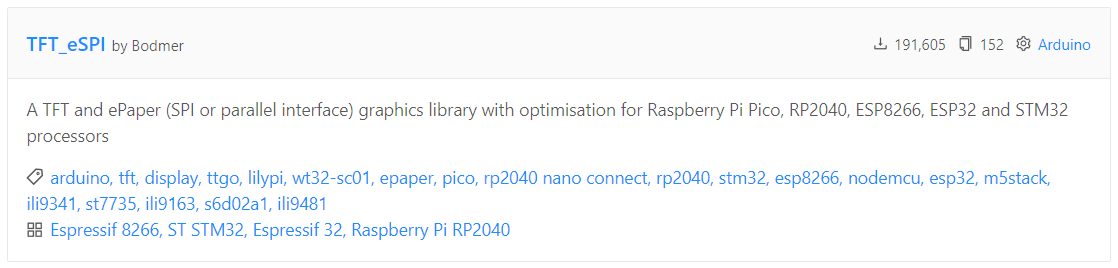 TFT_eSPI by Bodmer 191,605 152 Arduino
A TFT and ePaper (SPI or parallel interface) graphics library with optimisation for Raspberry Pi Pico, RP2040, ESP8266, ESP32 and STM32
processors
arduino, tft, display, ttgo, lilypi, wt32-sc01, epaper, pico, rp2040 nano connect, rp2040, stm32, esp8266, nodemcu, esp32, m5stack,
ili9341, st7735, ili9163, s6d02a1, ili9481
Espressif 8266, ST STM32, Espressif 32, Raspberry Pi RP2040